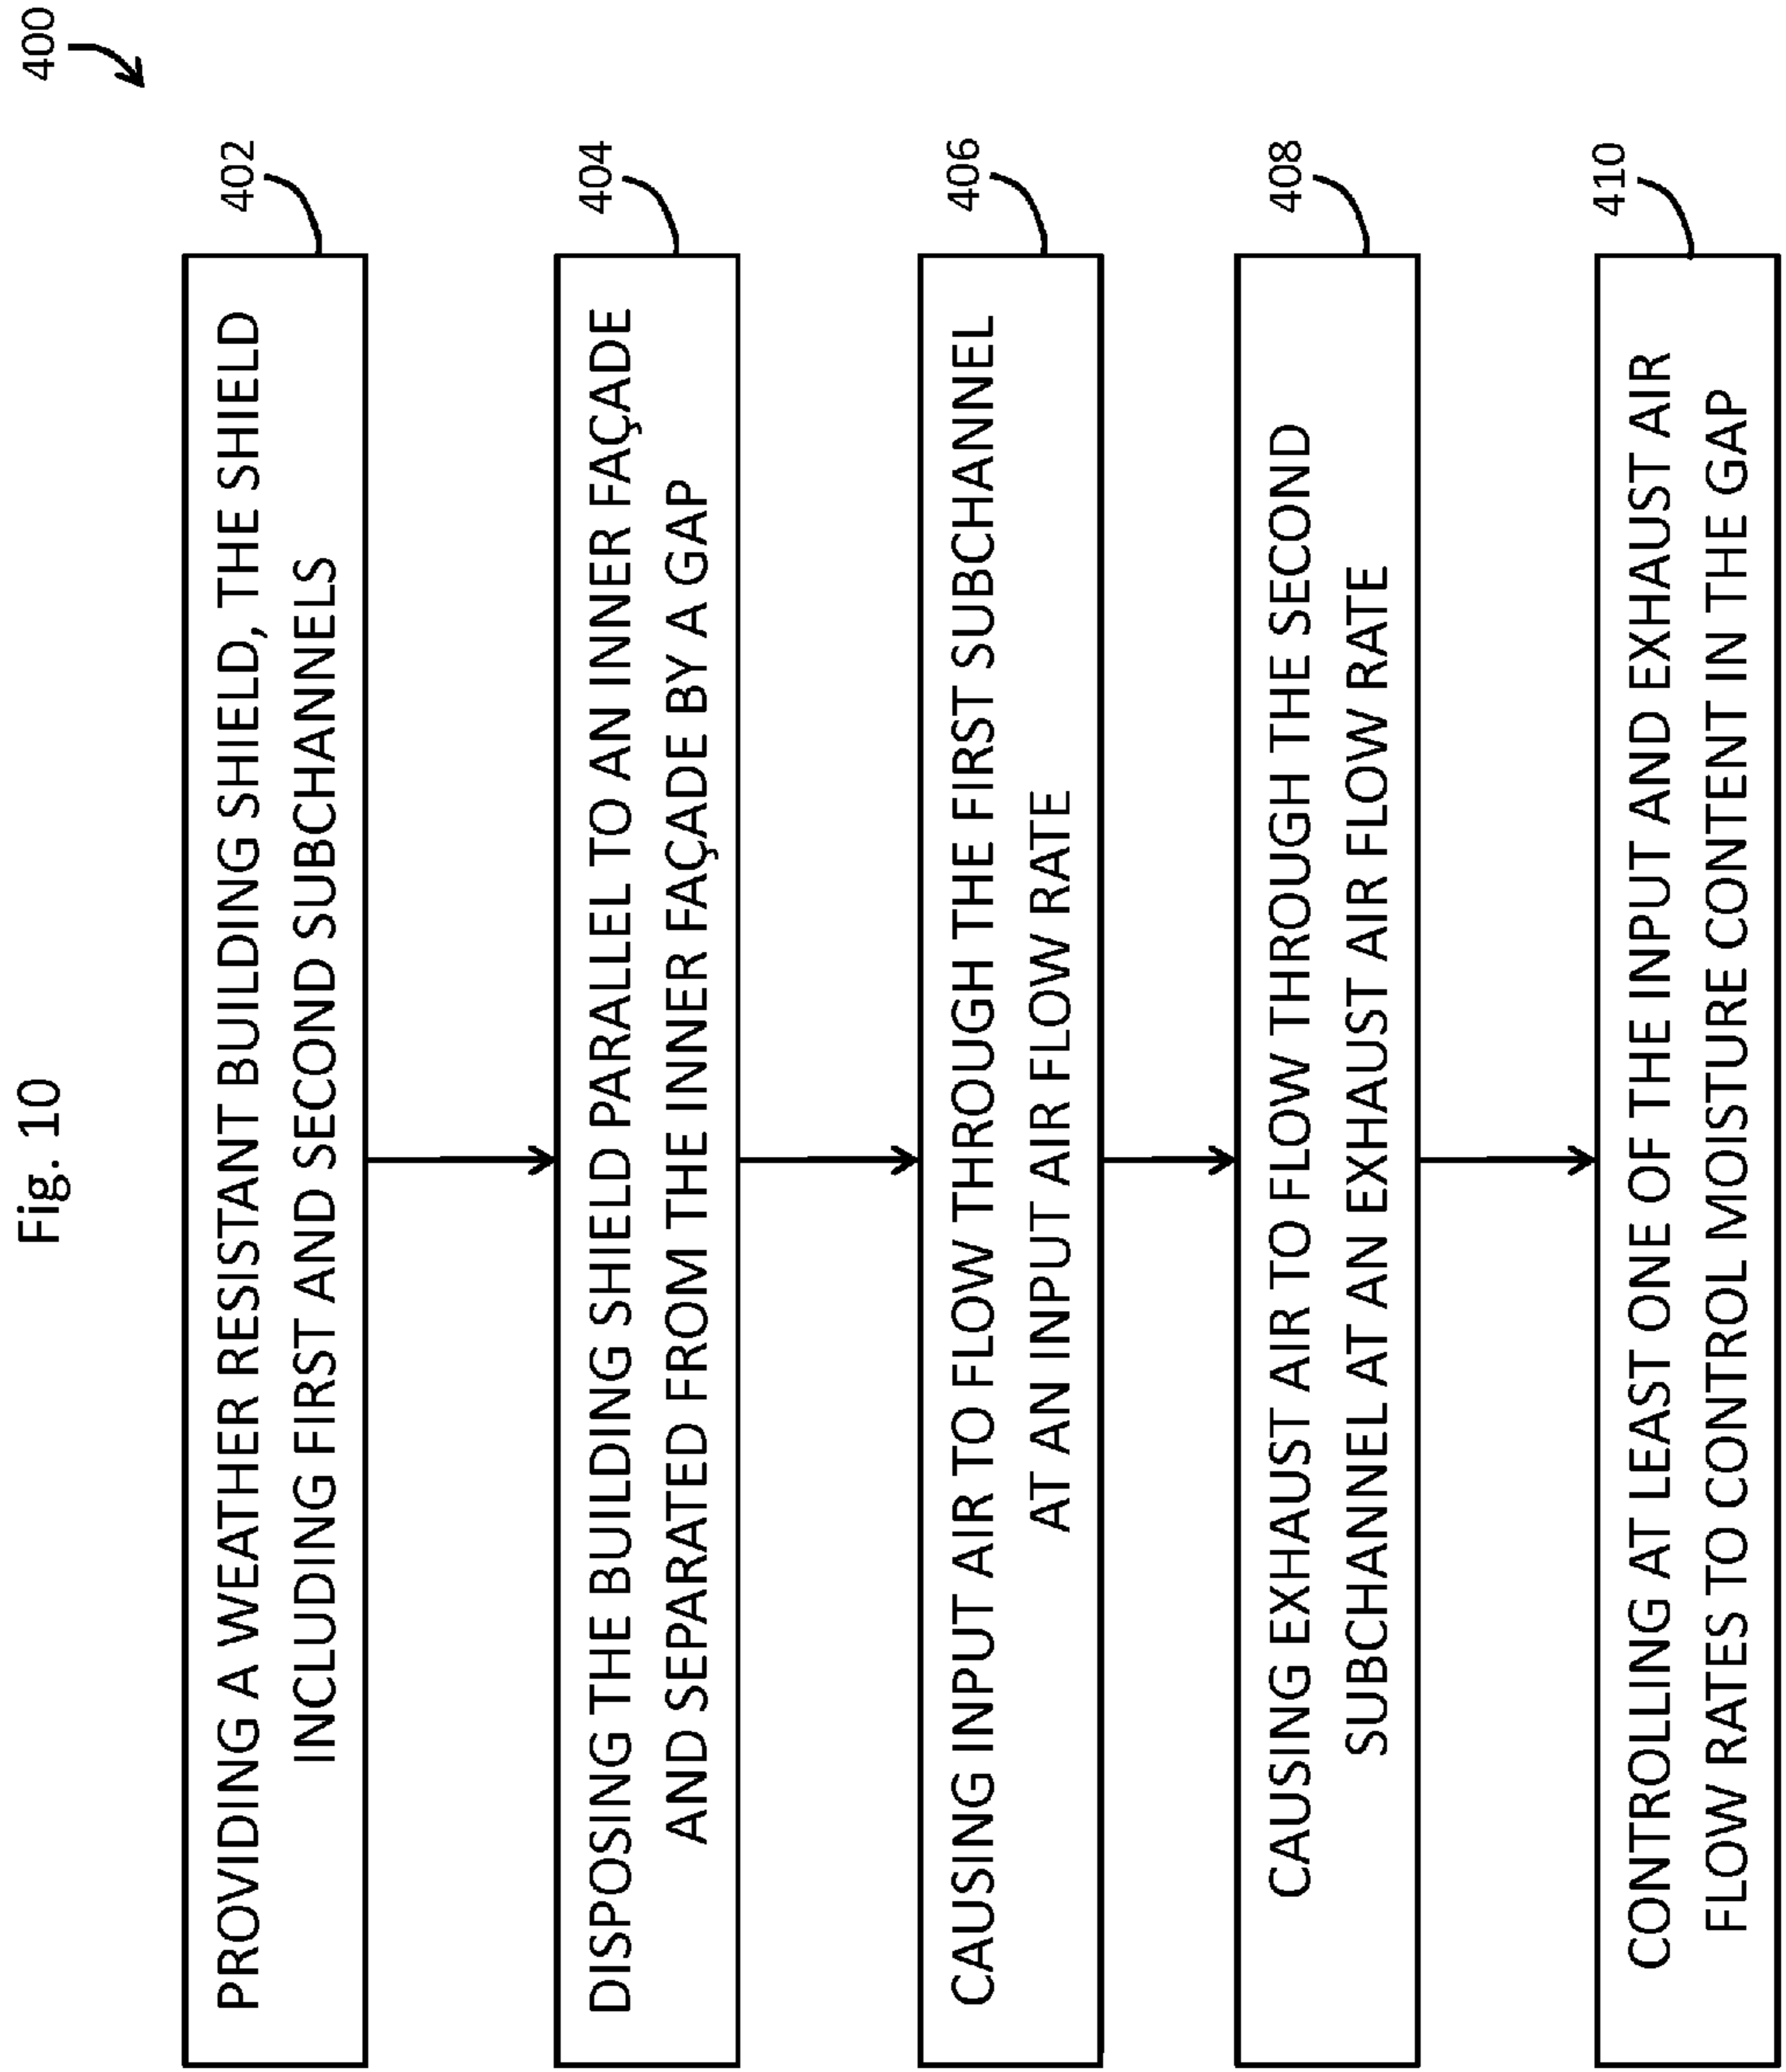 Fig. 10
400
402
PROVIDING A WEATHER RESISTANT BUILDING SHIELD, THE SHIELD
INCLUDING FIRST AND SECOND SUBCHANNELS
404
DISPOSING THE BUILDING SHIELD PARALLEL TO AN INNER FAÇADE
AND SEPARATED FROM THE INNER FAÇADE BY A GAP
406
CAUSING INPUT AIR TO FLOW THROUGH THE FIRST SUBCHANNEL
AT AN INPUT AIR FLOW RATE
408
CAUSING EXHAUST AIR TO FLOW THROUGH THE SECOND
SUBCHANNEL AT AN EXHAUST AIR FLOW RATE
410
CONTROLLING AT LEAST ONE OF THE INPUT AND EXHAUST AIR
FLOW RATES TO CONTROL MOISTURE CONTENT IN THE GAP